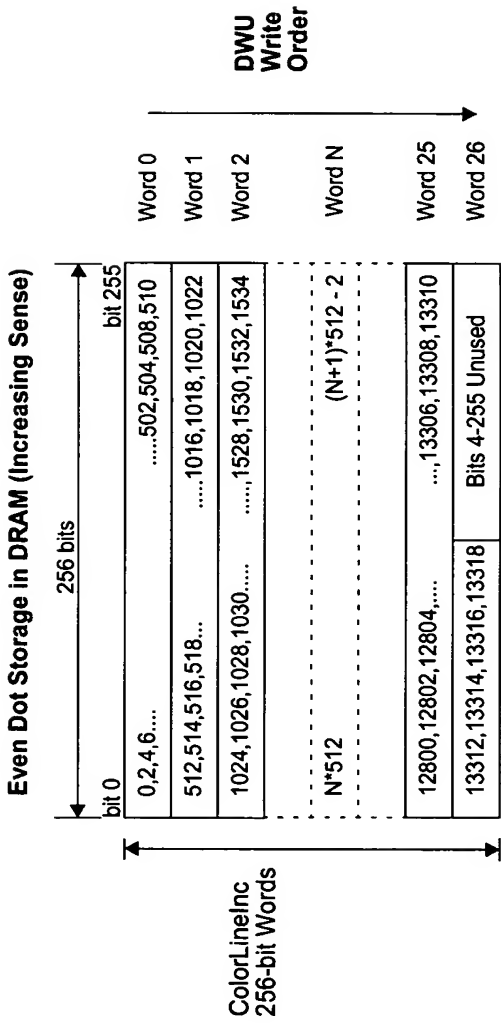 Even Dot Storage in DRAM (Increasing Sense)
256 bits
bit 0
bit 255
0,2,4,6.....
......502,504,508,510
Word 0
512,514,516,518...
......1016,1018,1020,1022
Word 1
1024,1026,1028,1030......
......,1528,1530,1532,1534
Word 2
N*512
(N+1)*512 - 2
Word N
12800,12802,12804,....
...,13306,13308,13310
Word 25
13312,13314,13316,13318
Bits 4-255 Unused
Word 26
ColorLineInc
256-bit Words
DWU
Write
Order